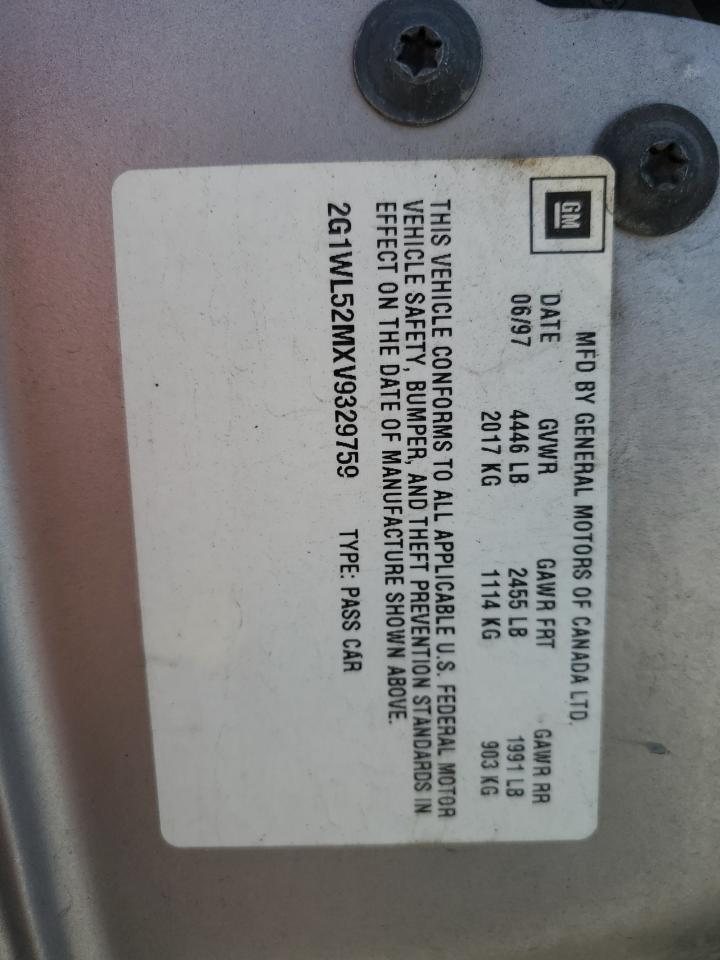 GM
MFD BY GENERAL MOTORS OF CANADA LTD.
DATE GVWR GAWR FRT GAWR RR
06/97 4446 LB 2455 LB 1991 LB
2017 KG 1114 KG 903 KG
THIS VEHICLE CONFORMS TO ALL APPLICABLE U.S. FEDERAL MOTOR
VEHICLE SAFETY, BUMPER, AND THEFT PREVENTION STANDARDS IN
EFFECT ON THE DATE OF MANUFACTURE SHOWN ABOVE.
2G1WL52MXV9329759 TYPE: PASS CAR